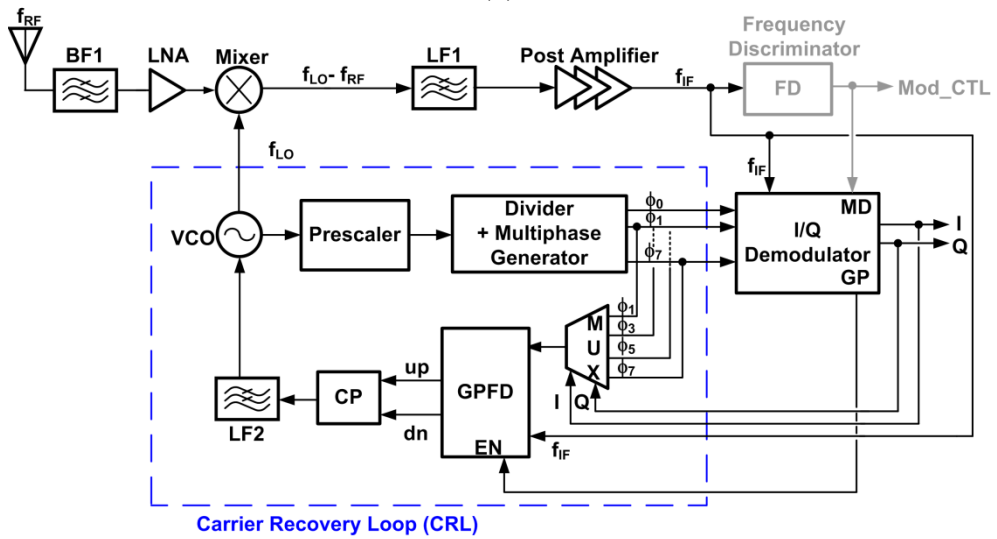 f_RF
BF1
LNA
Mixer
f_LO- f_RF
LF1
Post Amplifier
f_IF
Frequency
Discriminator
FD
Mod_CTL
f_LO
f_IF
VCO
Prescaler
Divider
+ Multiphase
Generator
ϕ0
ϕ1
ϕ7
MD
I/Q
Demodulator
GP
I
Q
M
U
X
ϕ1
ϕ3
ϕ5
ϕ7
I Q
GPFD
EN
f_IF
up
dn
CP
LF2
Carrier Recovery Loop (CRL)